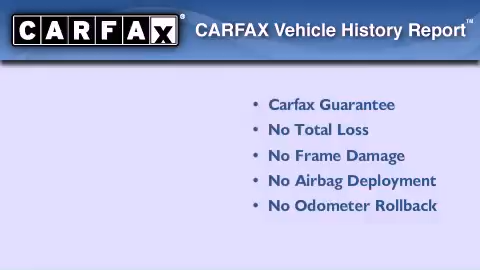 CARFAX® CARFAX Vehicle History Report™
• Carfax Guarantee
• No Total Loss
• No Frame Damage
• No Airbag Deployment
• No Odometer Rollback